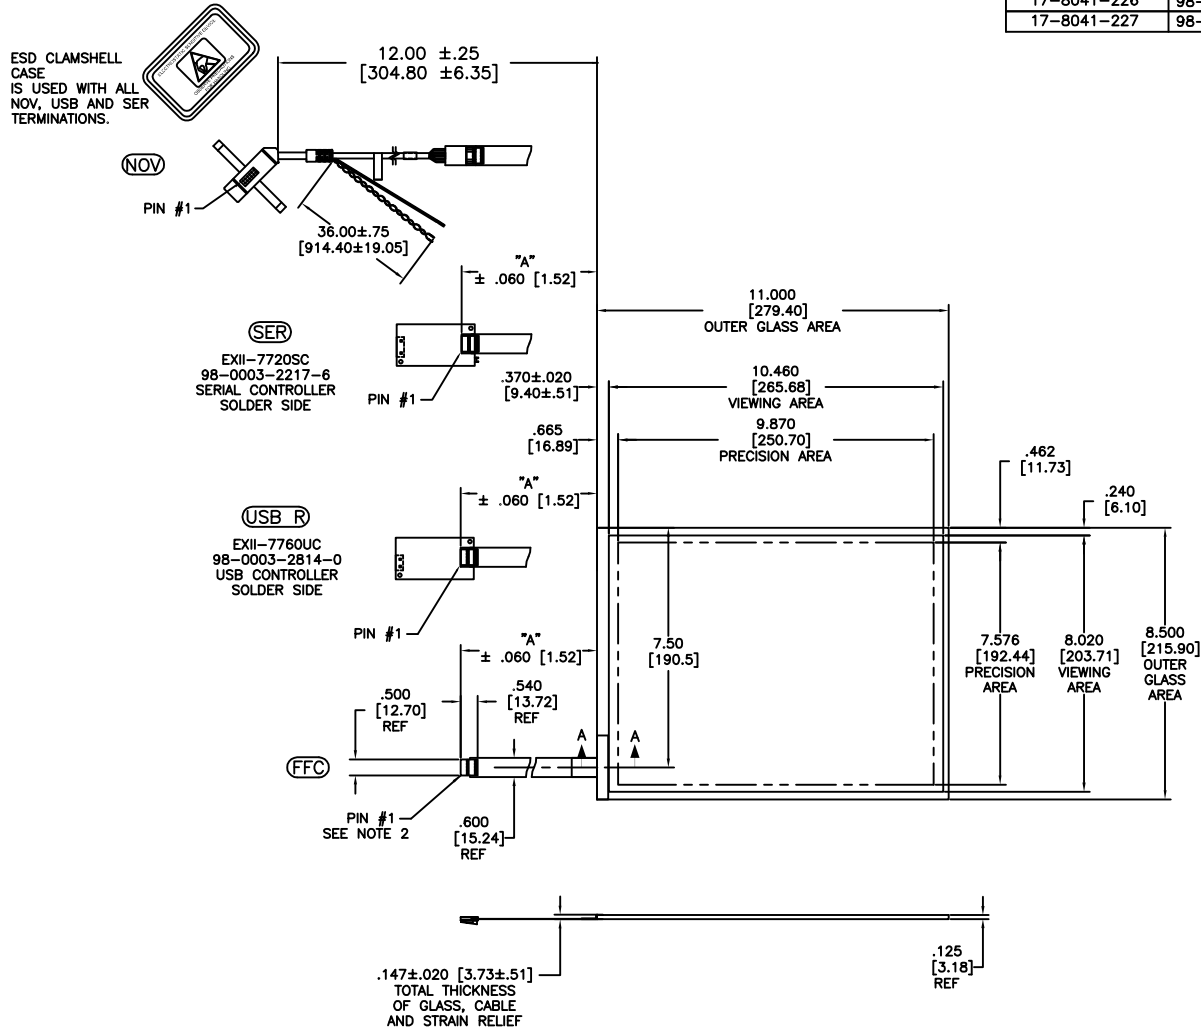 17-8041-226 98-
17-8041-227 98-
ESD CLAMSHELL
CASE
IS USED WITH ALL
NOV, USB AND SER
TERMINATIONS.
12.00 ±.25
[304.80 ±6.35]
NOV
PIN #1
36.00±.75
[914.40±19.05]
"A"
± .060 [1.52]
11.000
[279.40]
OUTER GLASS AREA
SER
EXII-7720SC
98-0003-2217-6
SERIAL CONTROLLER
SOLDER SIDE
PIN #1
.370±.020
[9.40±.51]
10.460
[265.68]
VIEWING AREA
.665
[16.89]
9.870
[250.70]
PRECISION AREA
.462
[11.73]
.240
[6.10]
"A"
± .060 [1.52]
USB R
EXII-7760UC
98-0003-2814-0
USB CONTROLLER
SOLDER SIDE
PIN #1
"A"
± .060 [1.52]
7.50
[190.5]
7.576
[192.44]
PRECISION
AREA
8.020
[203.71]
VIEWING
AREA
8.500
[215.90]
OUTER
GLASS
AREA
.500
[12.70]
REF
.540
[13.72]
REF
A A
FFC
PIN #1
SEE NOTE 2
.600
[15.24]
REF
.147±.020 [3.73±.51]
TOTAL THICKNESS
OF GLASS, CABLE
AND STRAIN RELIEF
.125
[3.18]
REF